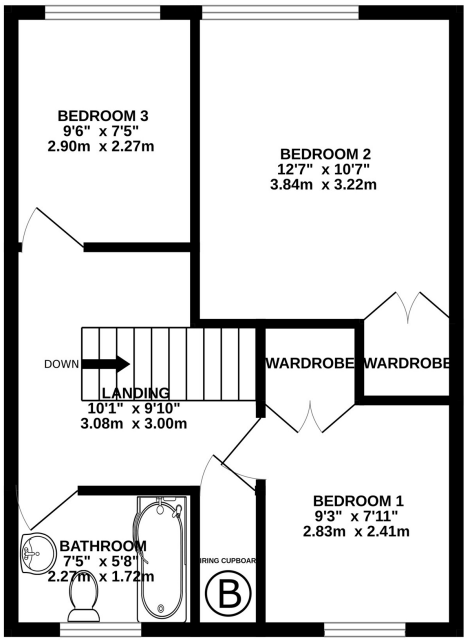 BEDROOM 3
9'6" x 7'5"
2.90m x 2.27m
BEDROOM 2
12'7" x 10'7"
3.84m x 3.22m
DOWN
WARDROBE
WARDROBE
LANDING
10'1" x 9'10"
3.08m x 3.00m
BEDROOM 1
9'3" x 7'11"
2.83m x 2.41m
BATHROOM
7'5" x 5'8"
2.27m x 1.72m
IRING CUPBOAR
B